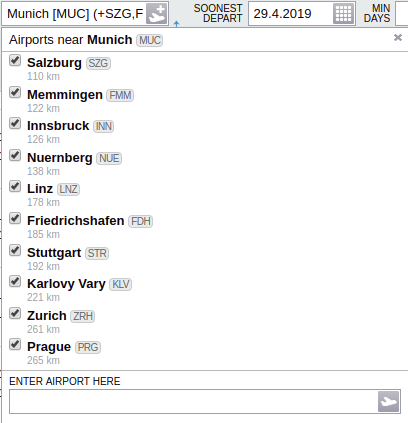 Munich [MUC] (+SZG,F
SOONEST DEPART
29.4.2019
MIN DAYS
Airports near Munich MUC
Salzburg SZG
110 km
Memmingen FMM
122 km
Innsbruck INN
126 km
Nuernberg NUE
138 km
Linz LNZ
178 km
Friedrichshafen FDH
185 km
Stuttgart STR
192 km
Karlovy Vary KLV
221 km
Zurich ZRH
261 km
Prague PRG
265 km
ENTER AIRPORT HERE